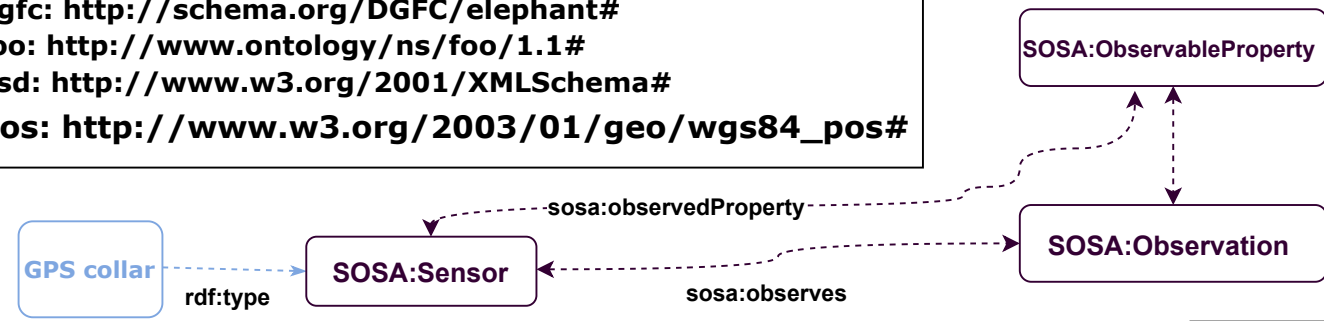 gfc: http://schema.org/DGFC/elephant#
oo: http://www.ontology/ns/foo/1.1#
sd: http://www.w3.org/2001/XMLSchema#
os: http://www.w3.org/2003/01/geo/wgs84_pos#
SOSA:ObservableProperty
sosa:observedProperty
SOSA:Observation
GPS collar
SOSA:Sensor
rdf:type
sosa:observes